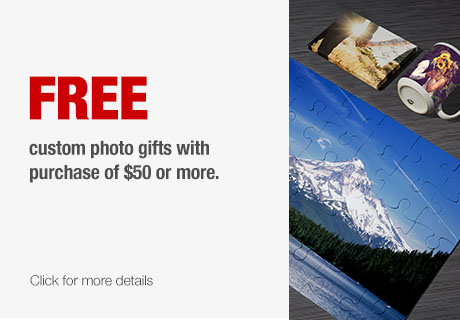 FREE
custom photo gifts with
purchase of $50 or more.
Click for more details